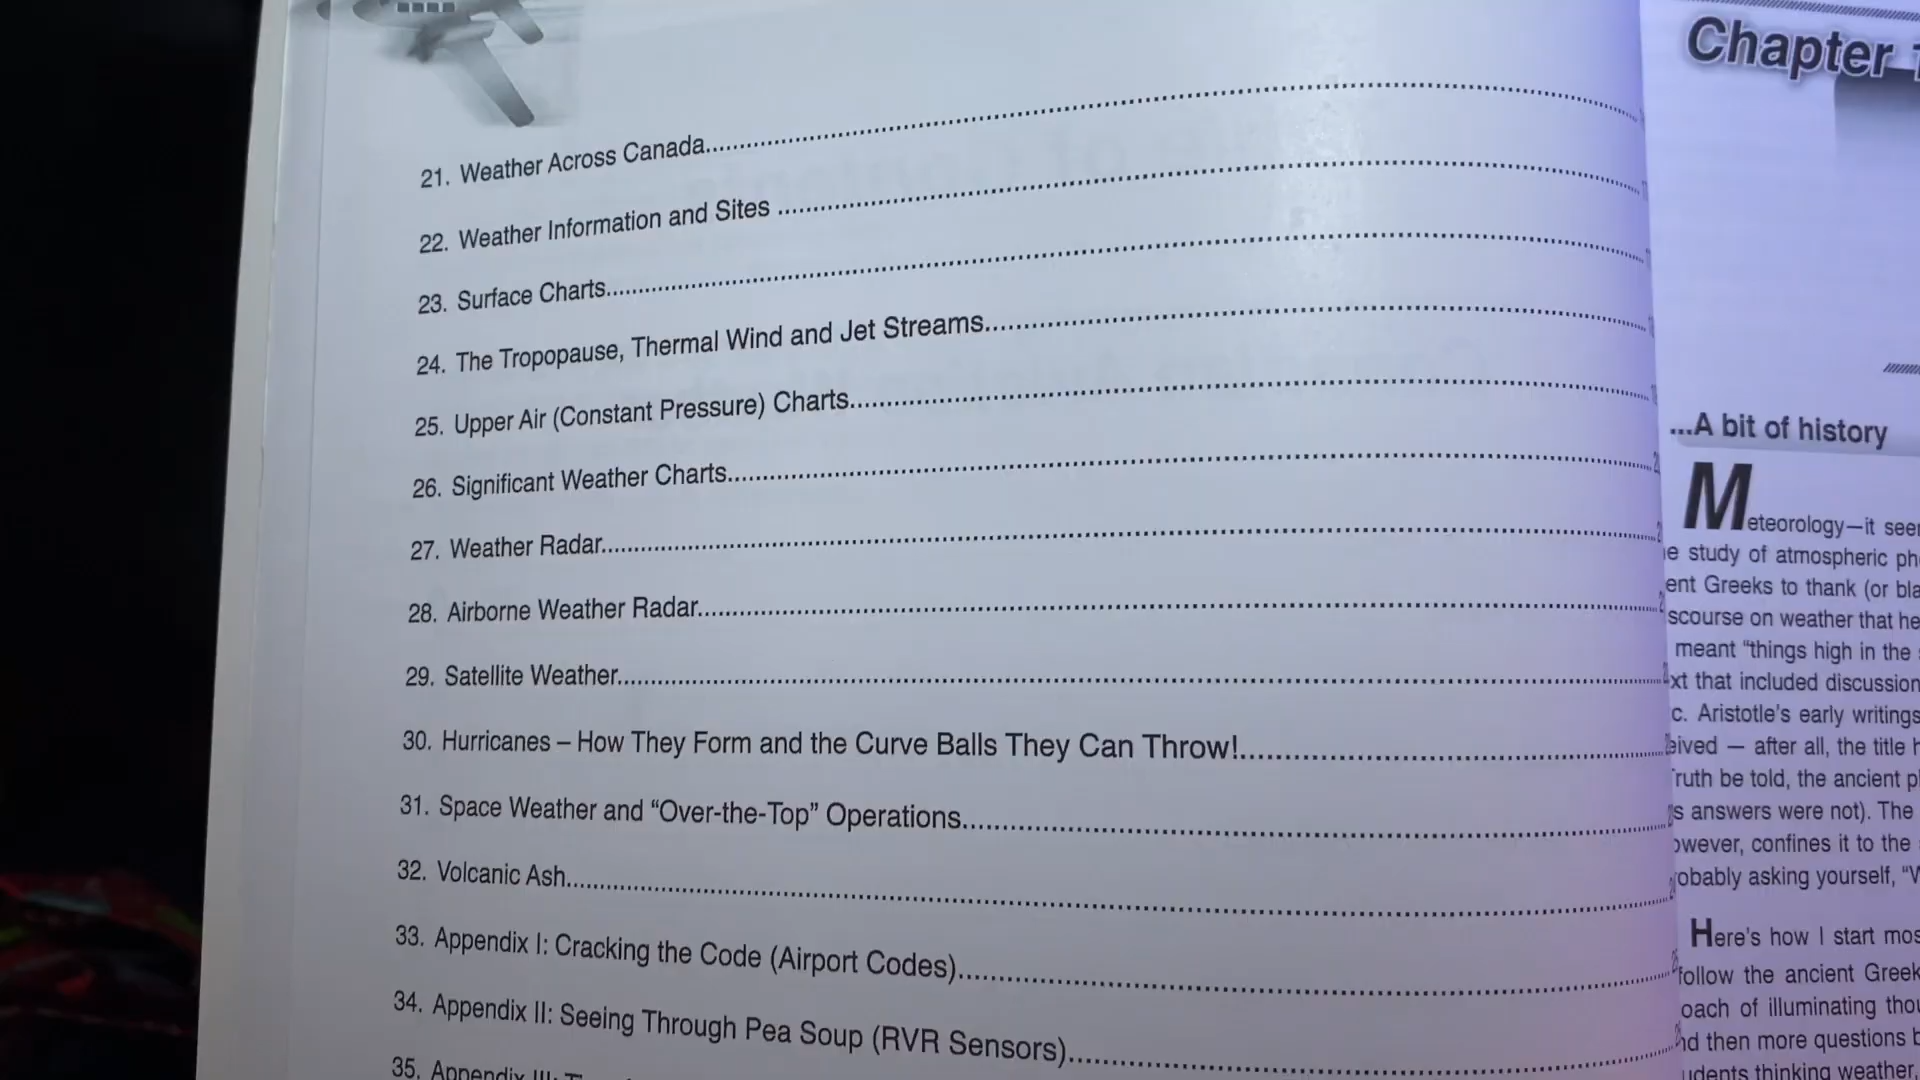 21. Weather Across Canada
22. Weather Information and Sites
23. Surface Charts
24. The Tropopause, Thermal Wind and Jet Streams
25. Upper Air (Constant Pressure) Charts
26. Significant Weather Charts
27. Weather Radar
28. Airborne Weather Radar
29. Satellite Weather
30. Hurricanes – How They Form and the Curve Balls They Can Throw!
31. Space Weather and “Over-the-Top” Operations
32. Volcanic Ash
33. Appendix I: Cracking the Code (Airport Codes)
34. Appendix II: Seeing Through Pea Soup (RVR Sensors)
35. Appendix III:
Chapter
...A bit of history
Meteorology—it
study of atmospheric
Greeks to thank (or
on weather that
meant “things high in the
that included
Aristotle's early writings
— after all, the title
be told, the ancient
answers were not). The
confines it to the
asking yourself,
Here's how I start
follow the ancient
of illuminating
then more questions
thinking weather,